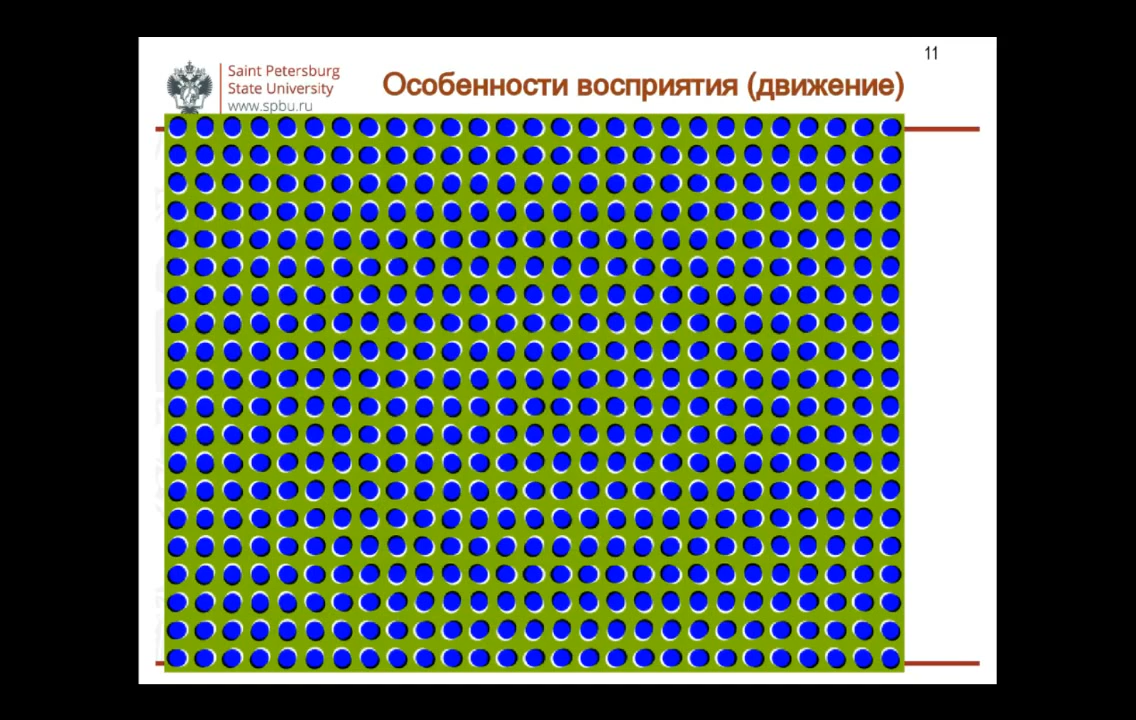 11
Saint Petersburg
State University
www.spbu.ru
Особенности восприятия (движение)